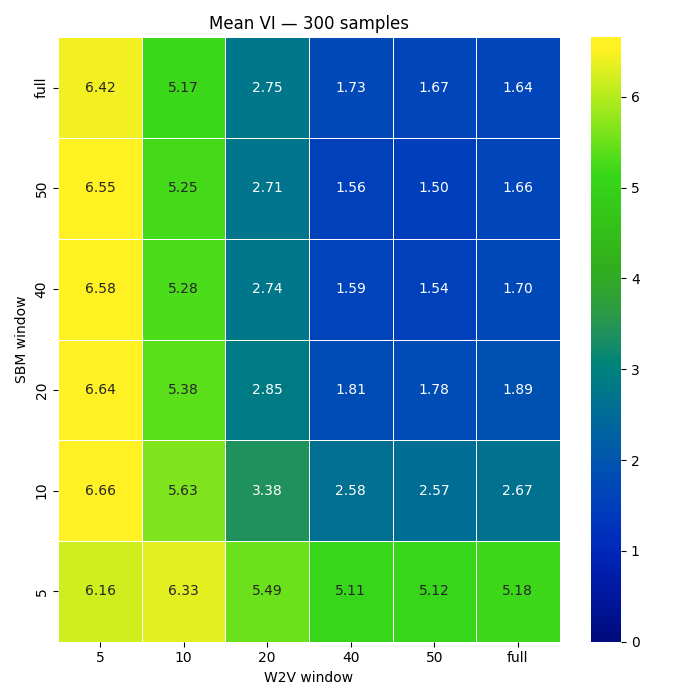 Mean VI — 300 samples
full 6.42 5.17 2.75 1.73 1.67 1.64
50 6.55 5.25 2.71 1.56 1.50 1.66
40 6.58 5.28 2.74 1.59 1.54 1.70
20 6.64 5.38 2.85 1.81 1.78 1.89
10 6.66 5.63 3.38 2.58 2.57 2.67
5 6.16 6.33 5.49 5.11 5.12 5.18
5 10 20 40 50 full
W2V window
SBM window
6
5
4
3
2
1
0